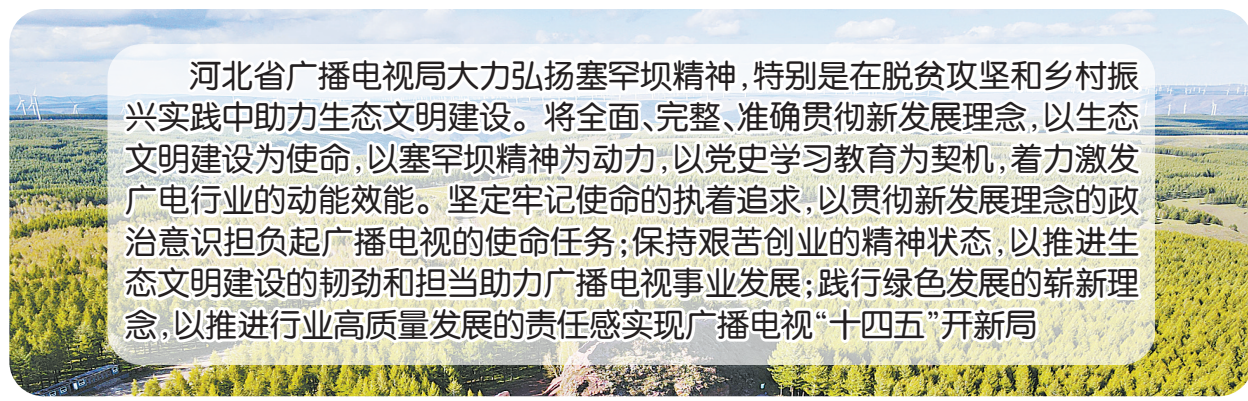 河北省广播电视局大力弘扬塞罕坝精神，特别是在脱贫攻坚和乡村振
兴实践中助力生态文明建设。将全面、完整、准确贯彻新发展理念，以生态
文明建设为使命，以塞罕坝精神为动力，以党史学习教育为契机，着力激发
广电行业的动能效能。坚定牢记使命的执着追求，以贯彻新发展理念的政
治意识担负起广播电视的使命任务；保持艰苦创业的精神状态，以推进生
态文明建设的韧劲和担当助力广播电视事业发展；践行绿色发展的崭新理
念，以推进行业高质量发展的责任感实现广播电视“十四五”开新局